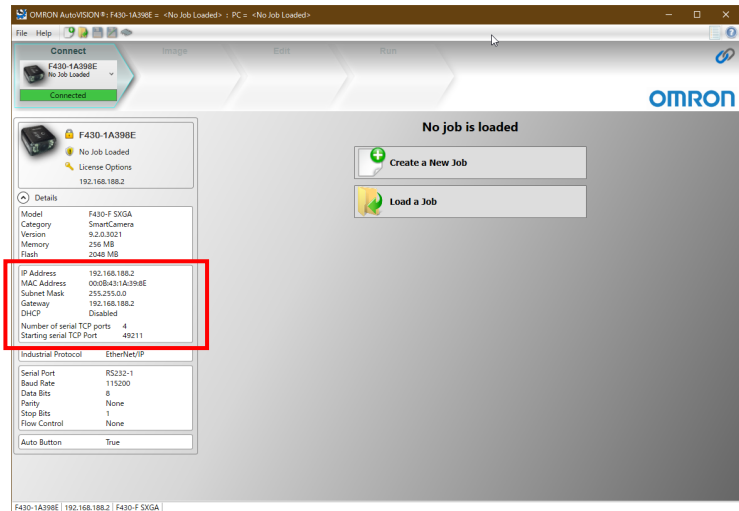 OMRON AutoVISION®: F430-1A398E = <No Job Loaded> : PC = <No Job Loaded>
File Help
Connect Image Edit Run
F430-1A398E
No Job Loaded
Connected
OMRON
F430-1A398E
No Job Loaded
License Options
192.168.188.2
Details
Model F430-F SXGA
Category SmartCamera
Version 9.2.0.3021
Memory 256 MB
Flash 2048 MB
IP Address 192.168.188.2
MAC Address 00:0B:43:1A:39:8E
Subnet Mask 255.255.0.0
Gateway 192.168.188.2
DHCP Disabled
Number of serial TCP ports 4
Starting serial TCP Port 49211
Industrial Protocol EtherNet/IP
Serial Port RS232-1
Baud Rate 115200
Data Bits 8
Parity None
Stop Bits 1
Flow Control None
Auto Button True
No job is loaded
Create a New Job
Load a Job
F430-1A398E 192.168.188.2 F430-F SXGA